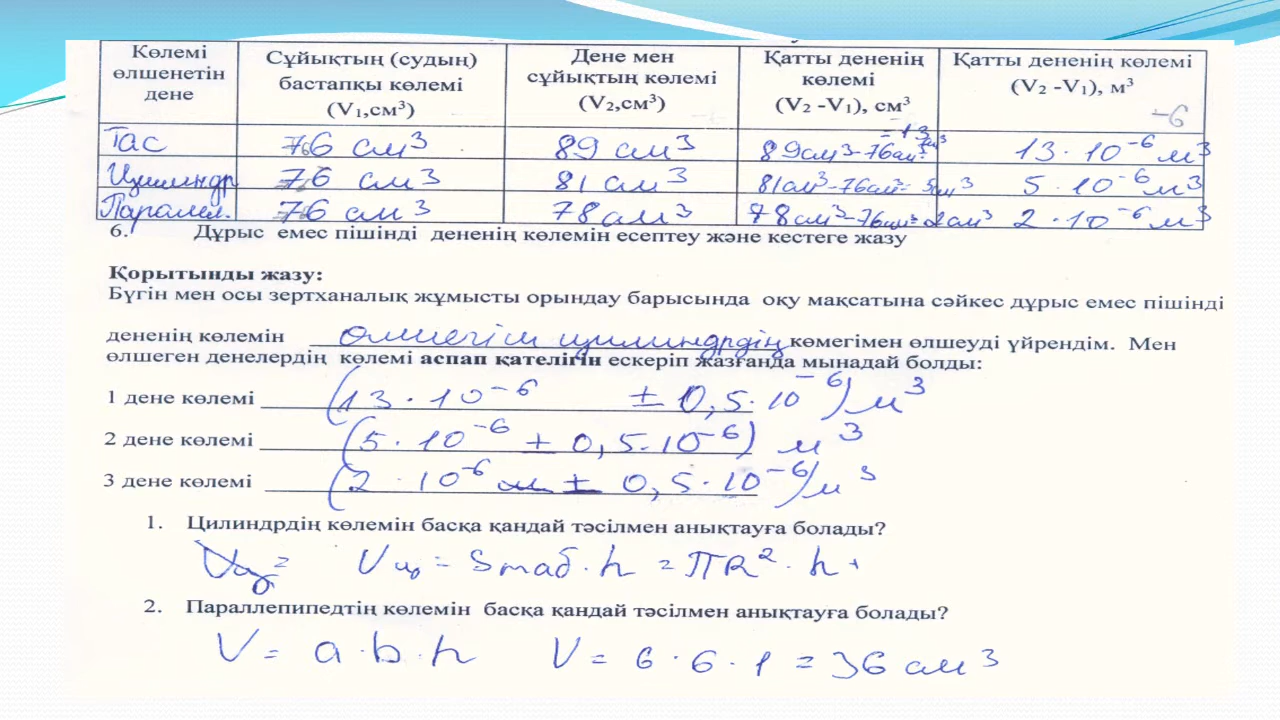 Көлемі өлшенетін дене | Сұйықтың (судың) бастапқы көлемі (V₁,см³) | Дене мен сұйықтың көлемі (V₂,см³) | Қатты дененің көлемі (V₂ -V₁), см³ | Қатты дененің көлемі (V₂ -V₁), м³
-6
Тас | 76 см³ | 89 см³ | 89см³-76см³=13см³ | 13·10⁻⁶ м³
Цилиндр | 76 см³ | 81 см³ | 81см³-76см³=5см³ | 5·10⁻⁶ м³
Паралел. | 76 см³ | 78 см³ | 78см³-76см³=2см³ | 2·10⁻⁶ м³
6. Дұрыс емес пішінді дененің көлемін есептеу және кестеге жазу
Қорытынды жазу:
Бүгін мен осы зертханалық жұмысты орындау барысында оқу мақсатына сәйкес дұрыс емес пішінді
дененің көлемін өлшегіш цилиндрдің көмегімен өлшеуді үйрендім. Мен
өлшеген денелердің көлемі аспап қателігін ескеріп жазғанда мынадай болды:
1 дене көлемі (13·10⁻⁶ ± 0,5·10⁻⁶) м³
2 дене көлемі (5·10⁻⁶ ± 0,5·10⁻⁶) м³
3 дене көлемі (2·10⁻⁶ ± 0,5·10⁻⁶) м³
1. Цилиндрдің көлемін басқа қандай тәсілмен анықтауға болады?
Vц = Sтаб·h = πR²·h
2. Параллепипедтің көлемін басқа қандай тәсілмен анықтауға болады?
V = a·b·h V = 6·6·1 = 36 см³